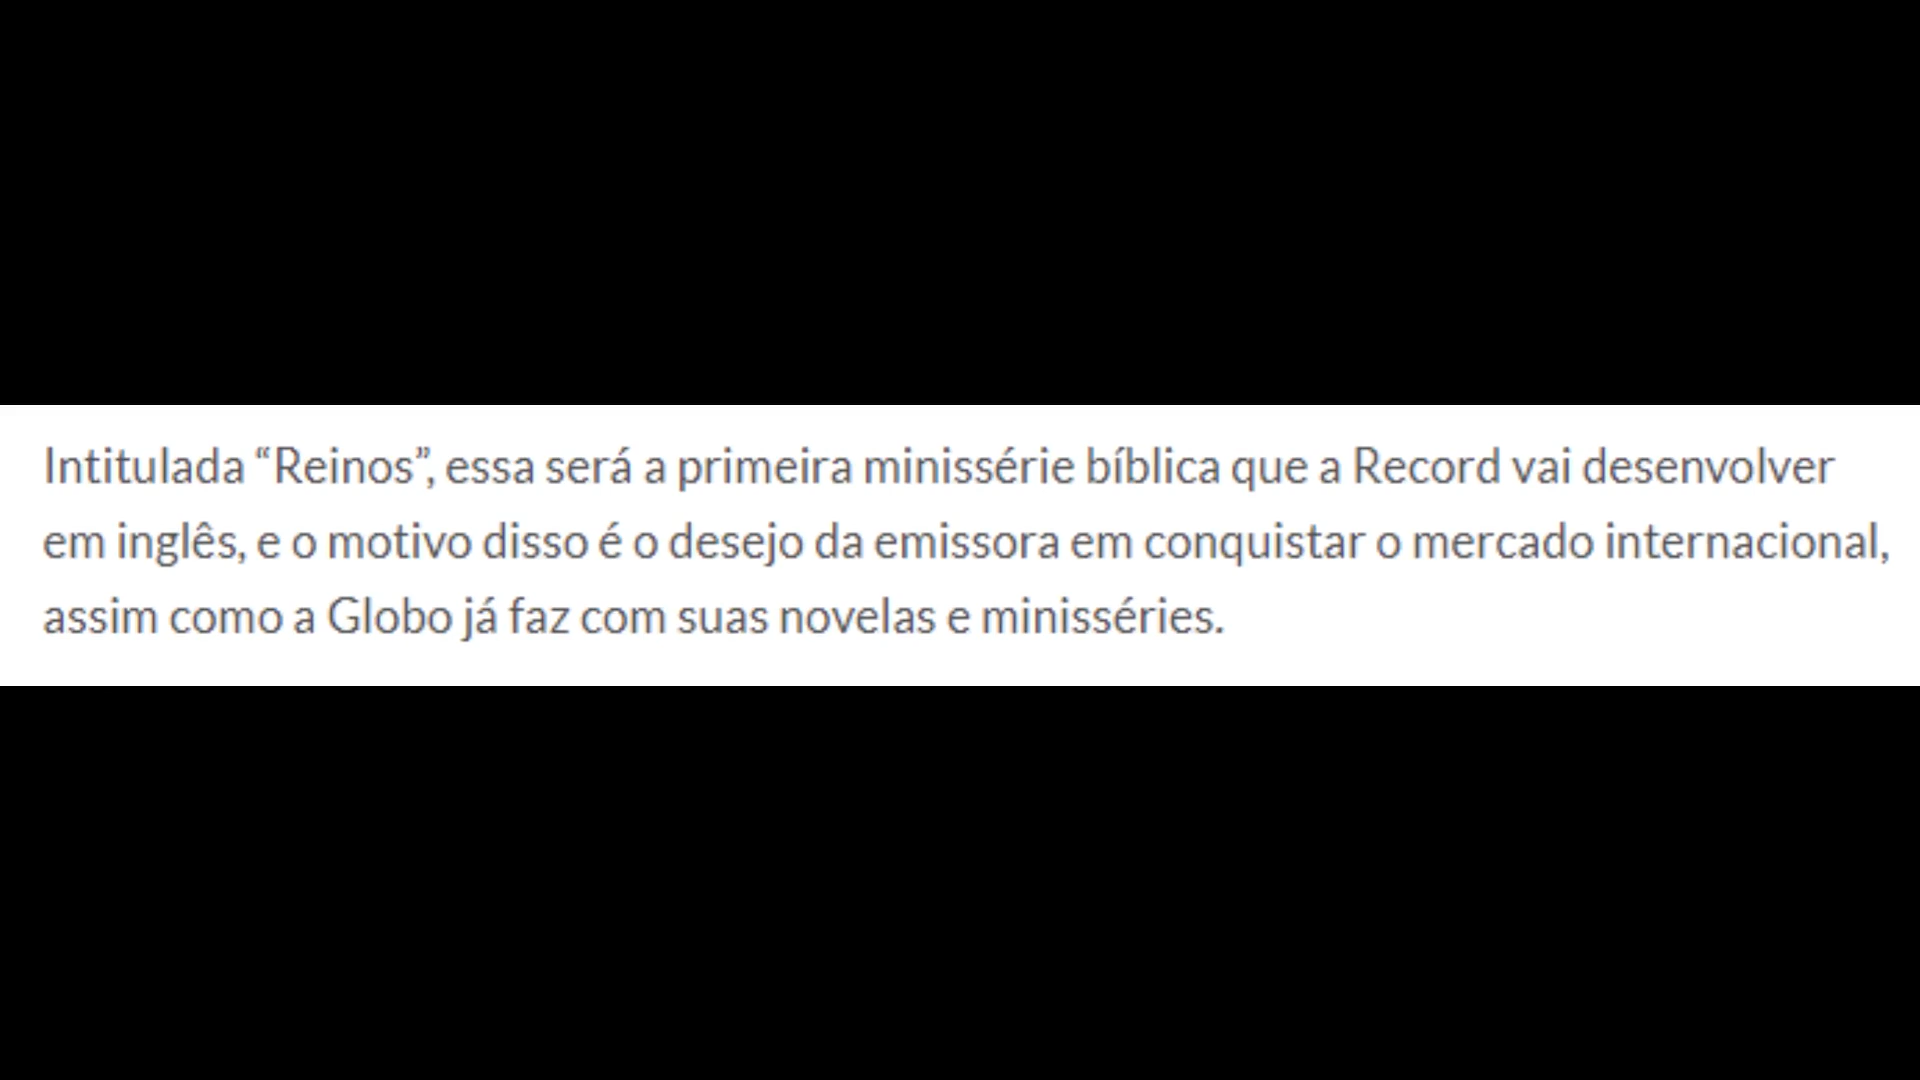 Intitulada “Reinos”, essa será a primeira minissérie bíblica que a Record vai desenvolver
em inglês, e o motivo disso é o desejo da emissora em conquistar o mercado internacional,
assim como a Globo já faz com suas novelas e minisséries.